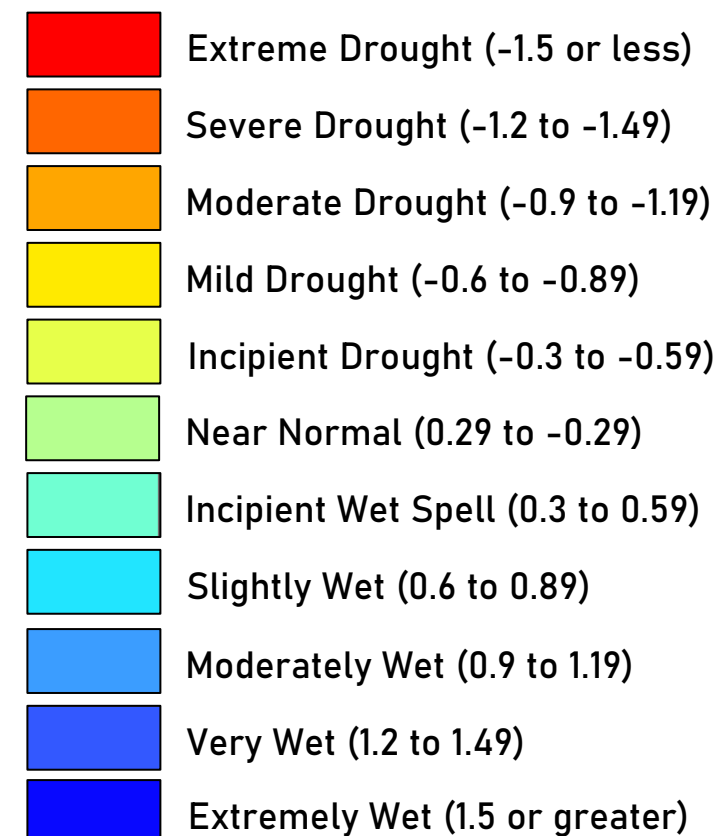 Extreme Drought (-1.5 or less)
Severe Drought (-1.2 to -1.49)
Moderate Drought (-0.9 to -1.19)
Mild Drought (-0.6 to -0.89)
Incipient Drought (-0.3 to -0.59)
Near Normal (0.29 to -0.29)
Incipient Wet Spell (0.3 to 0.59)
Slightly Wet (0.6 to 0.89)
Moderately Wet (0.9 to 1.19)
Very Wet (1.2 to 1.49)
Extremely Wet (1.5 or greater)